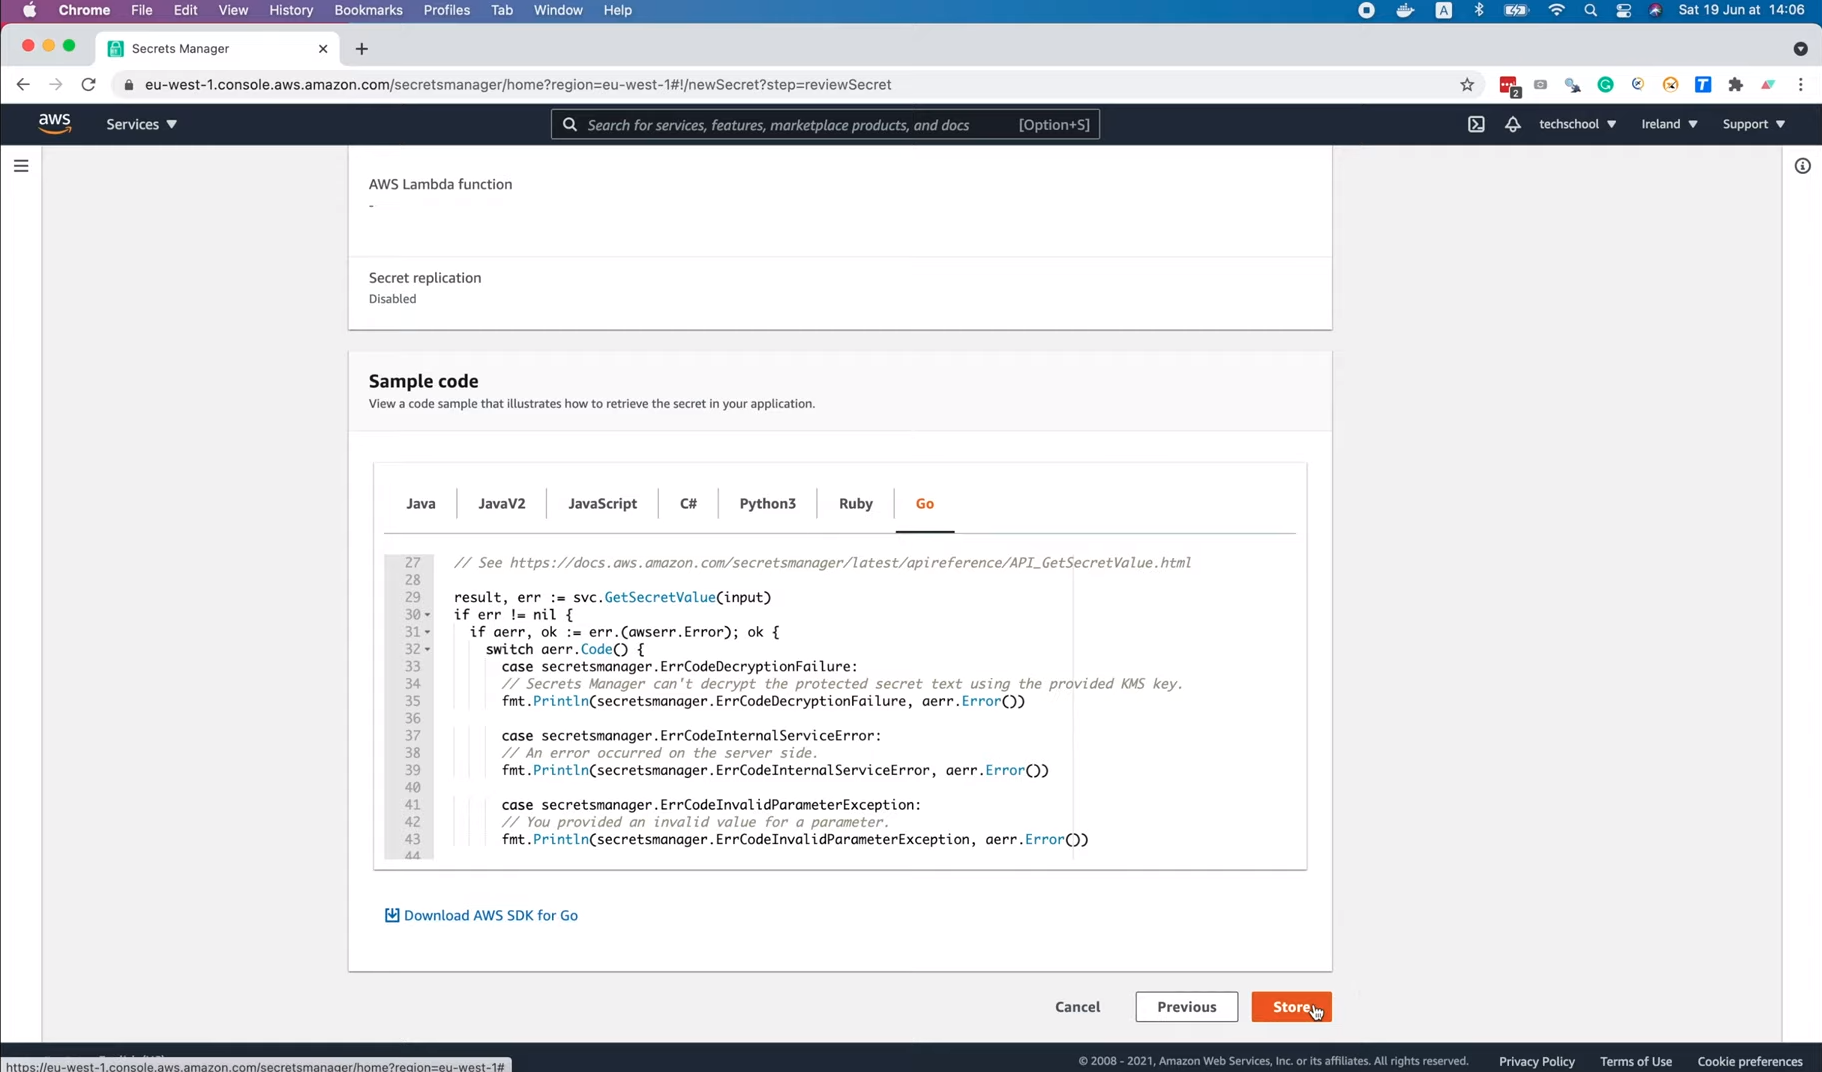 Chrome File Edit View History Bookmarks Profiles Tab Window Help A Sat 19 Jun at 14:06
Secrets Manager
eu-west-1.console.aws.amazon.com/secretsmanager/home?region=eu-west-1#!/newSecret?step=reviewSecret
2
T
aws Services Search for services, features, marketplace products, and docs [Option+S] techschool Ireland Support
AWS Lambda function
-
Secret replication
Disabled
Sample code
View a code sample that illustrates how to retrieve the secret in your application.
Java JavaV2 JavaScript C# Python3 Ruby Go
27 // See https://docs.aws.amazon.com/secretsmanager/latest/apireference/API_GetSecretValue.html
28
29 result, err := svc.GetSecretValue(input)
30 if err != nil {
31 if aerr, ok := err.(awserr.Error); ok {
32 switch aerr.Code() {
33 case secretsmanager.ErrCodeDecryptionFailure:
34 // Secrets Manager can't decrypt the protected secret text using the provided KMS key.
35 fmt.Println(secretsmanager.ErrCodeDecryptionFailure, aerr.Error())
36
37 case secretsmanager.ErrCodeInternalServiceError:
38 // An error occurred on the server side.
39 fmt.Println(secretsmanager.ErrCodeInternalServiceError, aerr.Error())
40
41 case secretsmanager.ErrCodeInvalidParameterException:
42 // You provided an invalid value for a parameter.
43 fmt.Println(secretsmanager.ErrCodeInvalidParameterException, aerr.Error())
44
Download AWS SDK for Go
Cancel Previous Store
© 2008 - 2021, Amazon Web Services, Inc. or its affiliates. All rights reserved. Privacy Policy Terms of Use Cookie preferences
https://eu-west-1.console.aws.amazon.com/secretsmanager/home?region=eu-west-1#